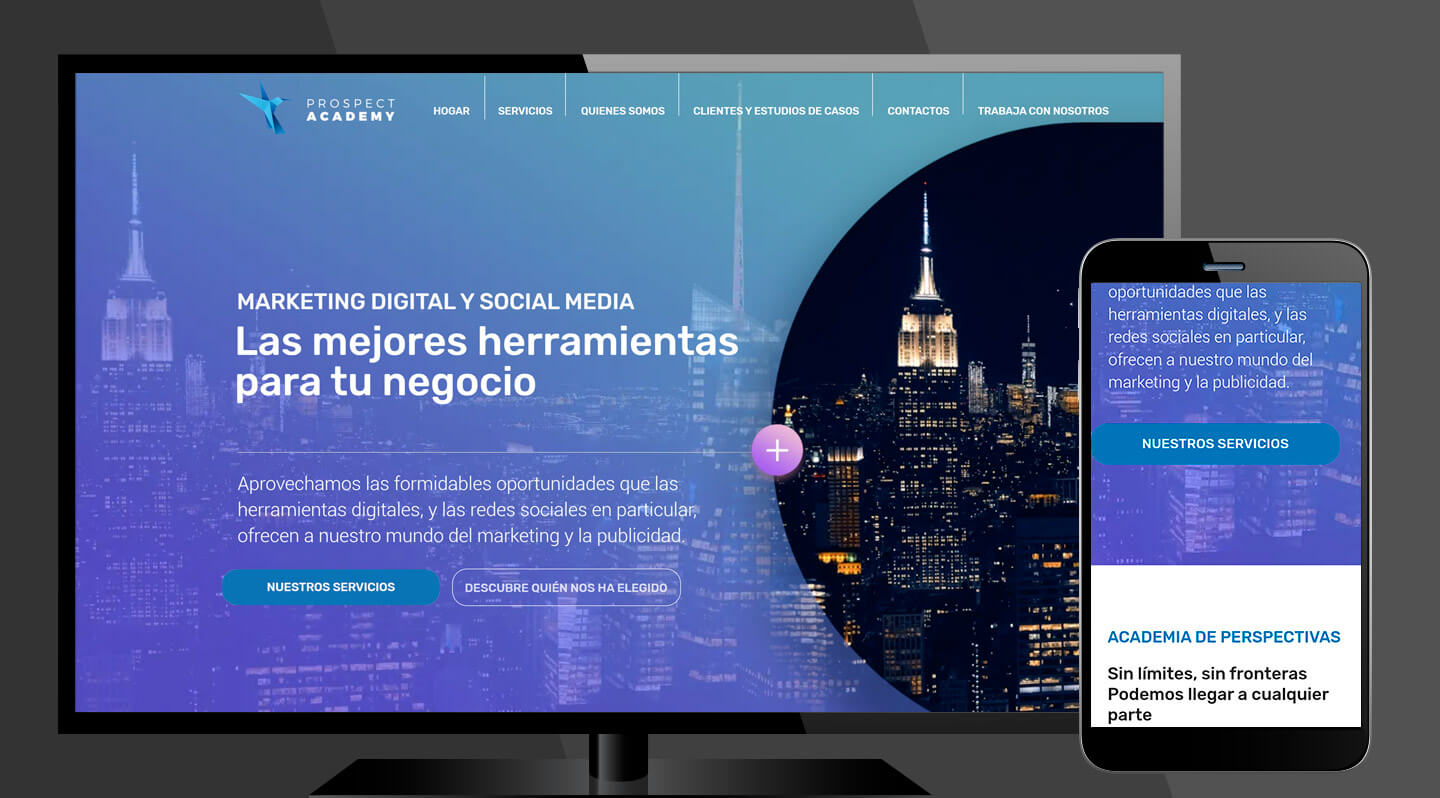 PROSPECT
ACADEMY
HOGAR SERVICIOS QUIENES SOMOS CLIENTES Y ESTUDIOS DE CASOS CONTACTOS TRABAJA CON NOSOTROS
MARKETING DIGITAL Y SOCIAL MEDIA
Las mejores herramientas
para tu negocio
Aprovechamos las formidables oportunidades que las
herramientas digitales, y las redes sociales en particular,
ofrecen a nuestro mundo del marketing y la publicidad.
NUESTROS SERVICIOS DESCUBRE QUIÉN NOS HA ELEGIDO
oportunidades que las
herramientas digitales, y las
redes sociales en particular,
ofrecen a nuestro mundo del
marketing y la publicidad.
NUESTROS SERVICIOS
ACADEMIA DE PERSPECTIVAS
Sin límites, sin fronteras
Podemos llegar a cualquier
parte